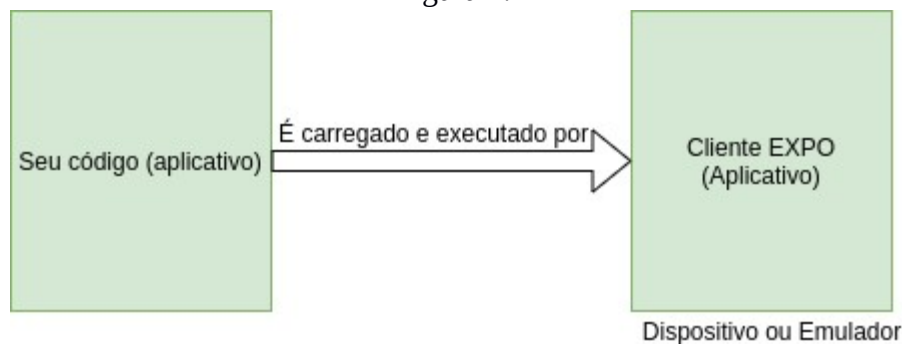 Seu código (aplicativo)
É carregado e executado por
Cliente EXPO
(Aplicativo)
Dispositivo ou Emulador